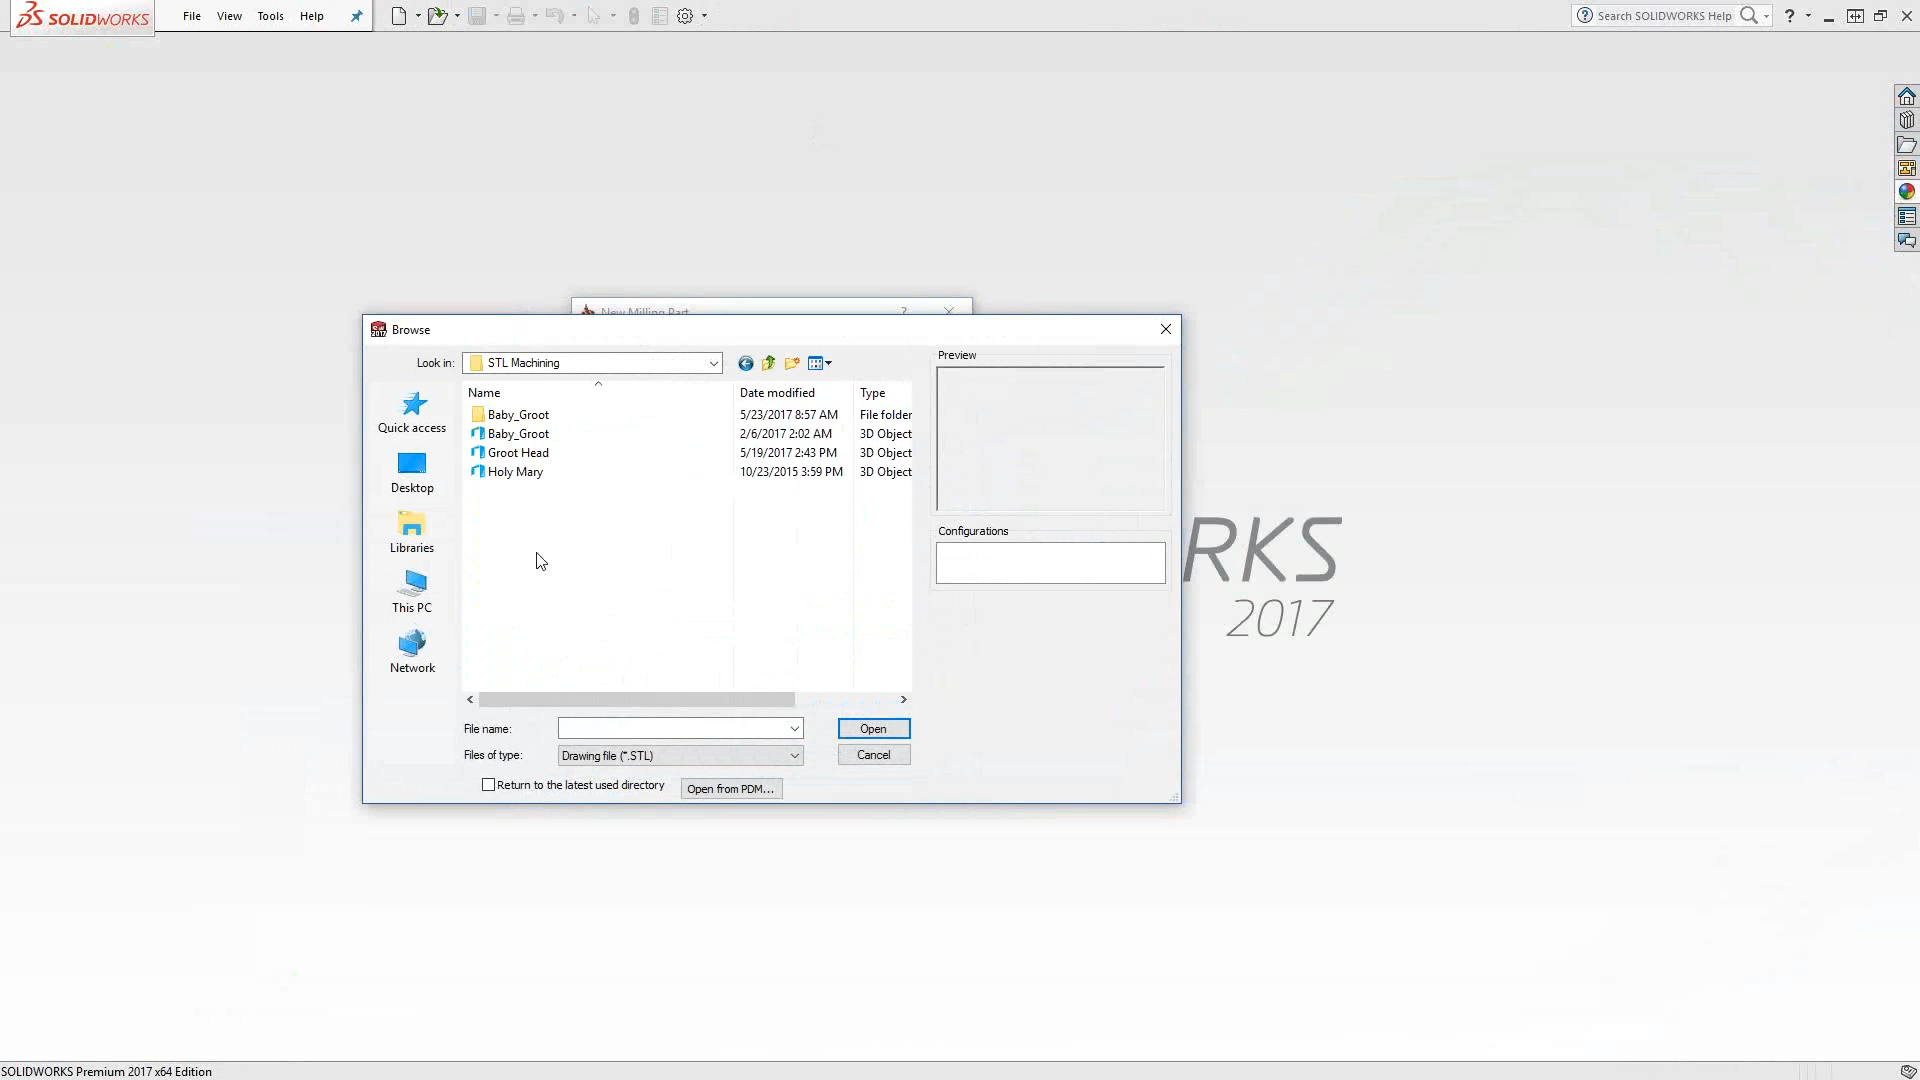 SOLIDWORKS
File View Tools Help
Search SOLIDWORKS Help
?
New Milling Part
?
Browse
Look in:
STL Machining
Preview
Name
Date modified
Type
Baby_Groot
5/23/2017 8:57 AM
File folder
Baby_Groot
2/6/2017 2:02 AM
3D Object
Groot Head
5/19/2017 2:43 PM
3D Object
Holy Mary
10/23/2015 3:59 PM
3D Object
Quick access
Desktop
Libraries
This PC
Network
Configurations
RKS
2017
File name:
Open
Files of type:
Drawing file (*.STL)
Cancel
Return to the latest used directory
Open from PDM...
SOLIDWORKS Premium 2017 x64 Edition